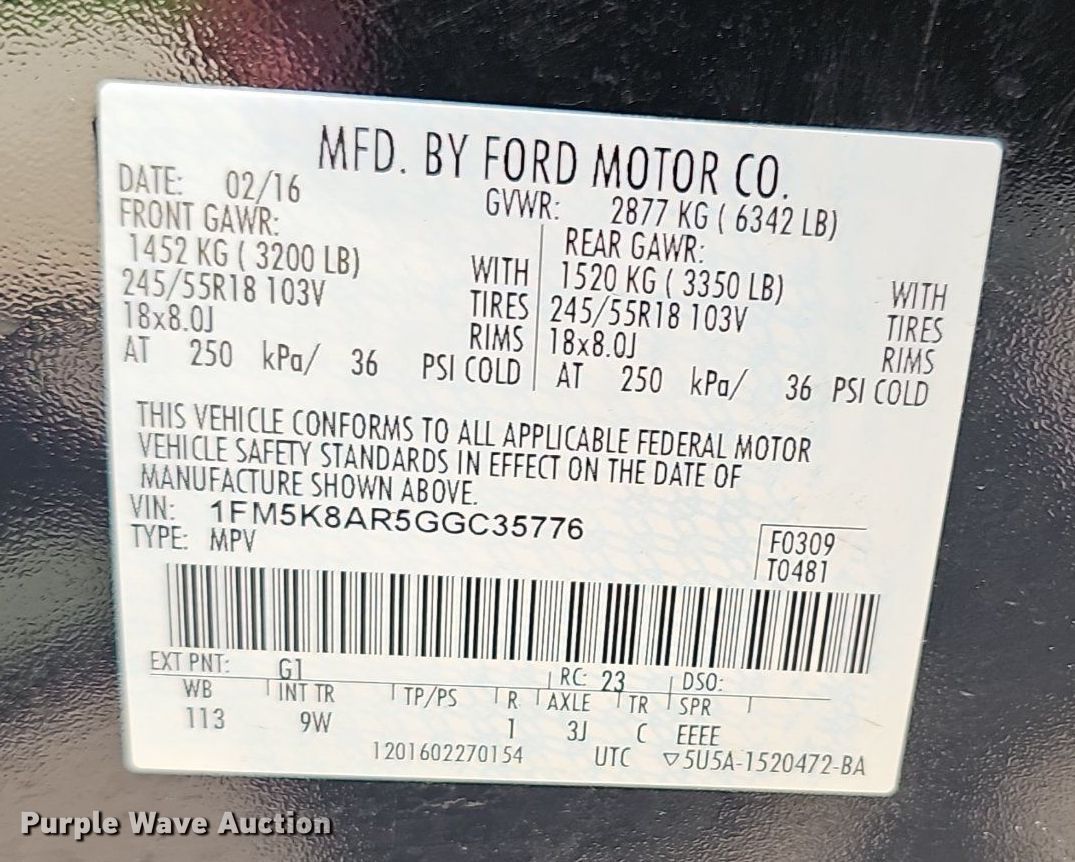 MFD. BY FORD MOTOR CO.
DATE: 02/16 GVWR: 2877 KG ( 6342 LB)
FRONT GAWR: REAR GAWR:
1452 KG ( 3200 LB) WITH 1520 KG ( 3350 LB) WITH
245/55R18 103V TIRES 245/55R18 103V TIRES
18x8.0J RIMS 18x8.0J RIMS
AT 250 kPa/ 36 PSI COLD AT 250 kPa/ 36 PSI COLD
THIS VEHICLE CONFORMS TO ALL APPLICABLE FEDERAL MOTOR
VEHICLE SAFETY STANDARDS IN EFFECT ON THE DATE OF
MANUFACTURE SHOWN ABOVE.
VIN: 1FM5K8AR5GGC35776
TYPE: MPV
F0309
T0481
EXT PNT: G1 RC: 23 DSO:
WB INT TR TP/PS R AXLE TR SPR
113 9W 1 3J C EEEE
1201602270154 UTC ▽5U5A-1520472-BA
Purple Wave Auction